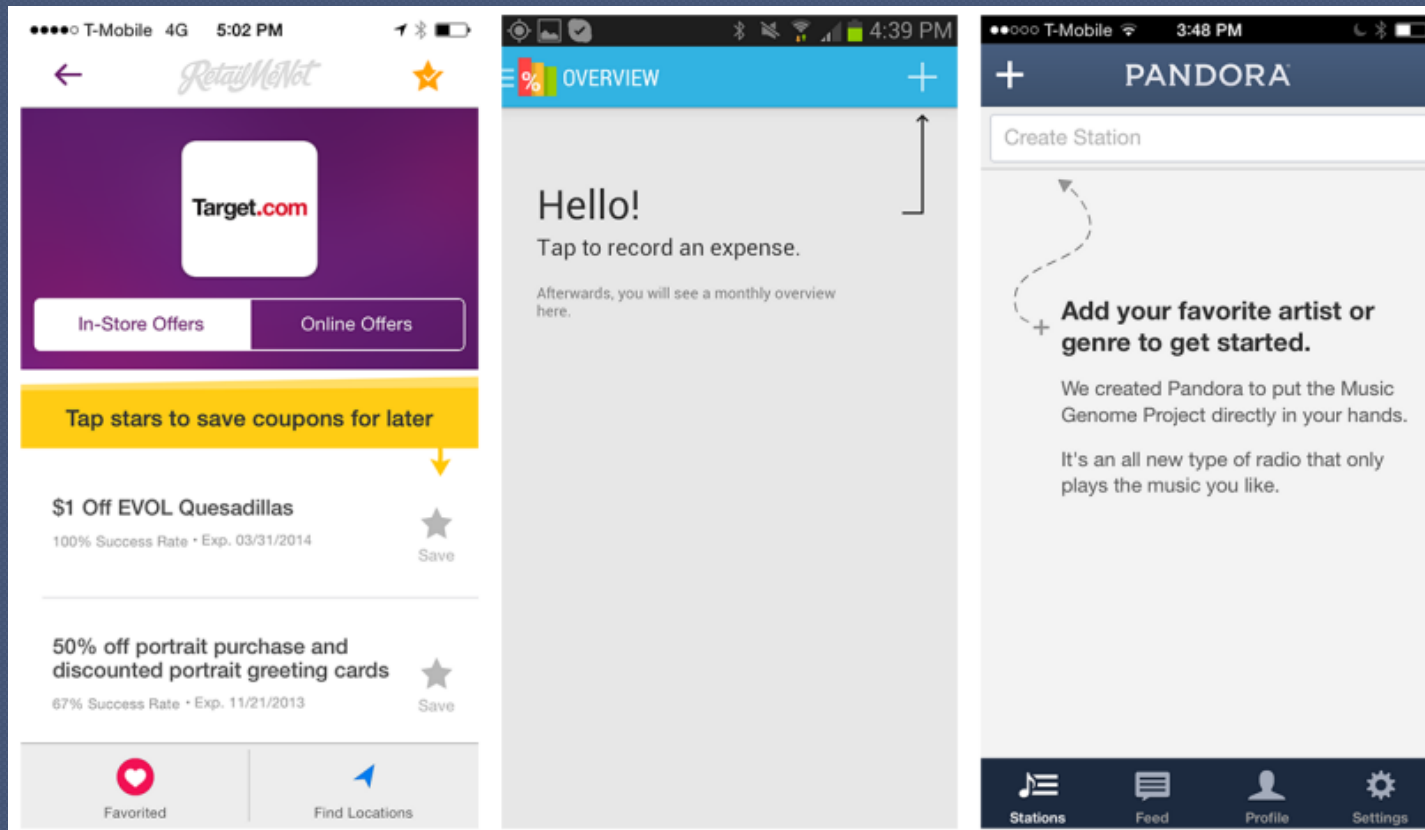 T-Mobile 4G 5:02 PM
RetailMeNot
Target.com
In-Store Offers Online Offers
Tap stars to save coupons for later
$1 Off EVOL Quesadillas
100% Success Rate • Exp. 03/31/2014
Save
50% off portrait purchase and
discounted portrait greeting cards
67% Success Rate • Exp. 11/21/2013
Save
Favorited Find Locations
4:39 PM
% OVERVIEW
Hello!
Tap to record an expense.
Afterwards, you will see a monthly overview
here.
T-Mobile 3:48 PM
PANDORA
Create Station
Add your favorite artist or
genre to get started.
We created Pandora to put the Music
Genome Project directly in your hands.
It's an all new type of radio that only
plays the music you like.
Stations Feed Profile Settings